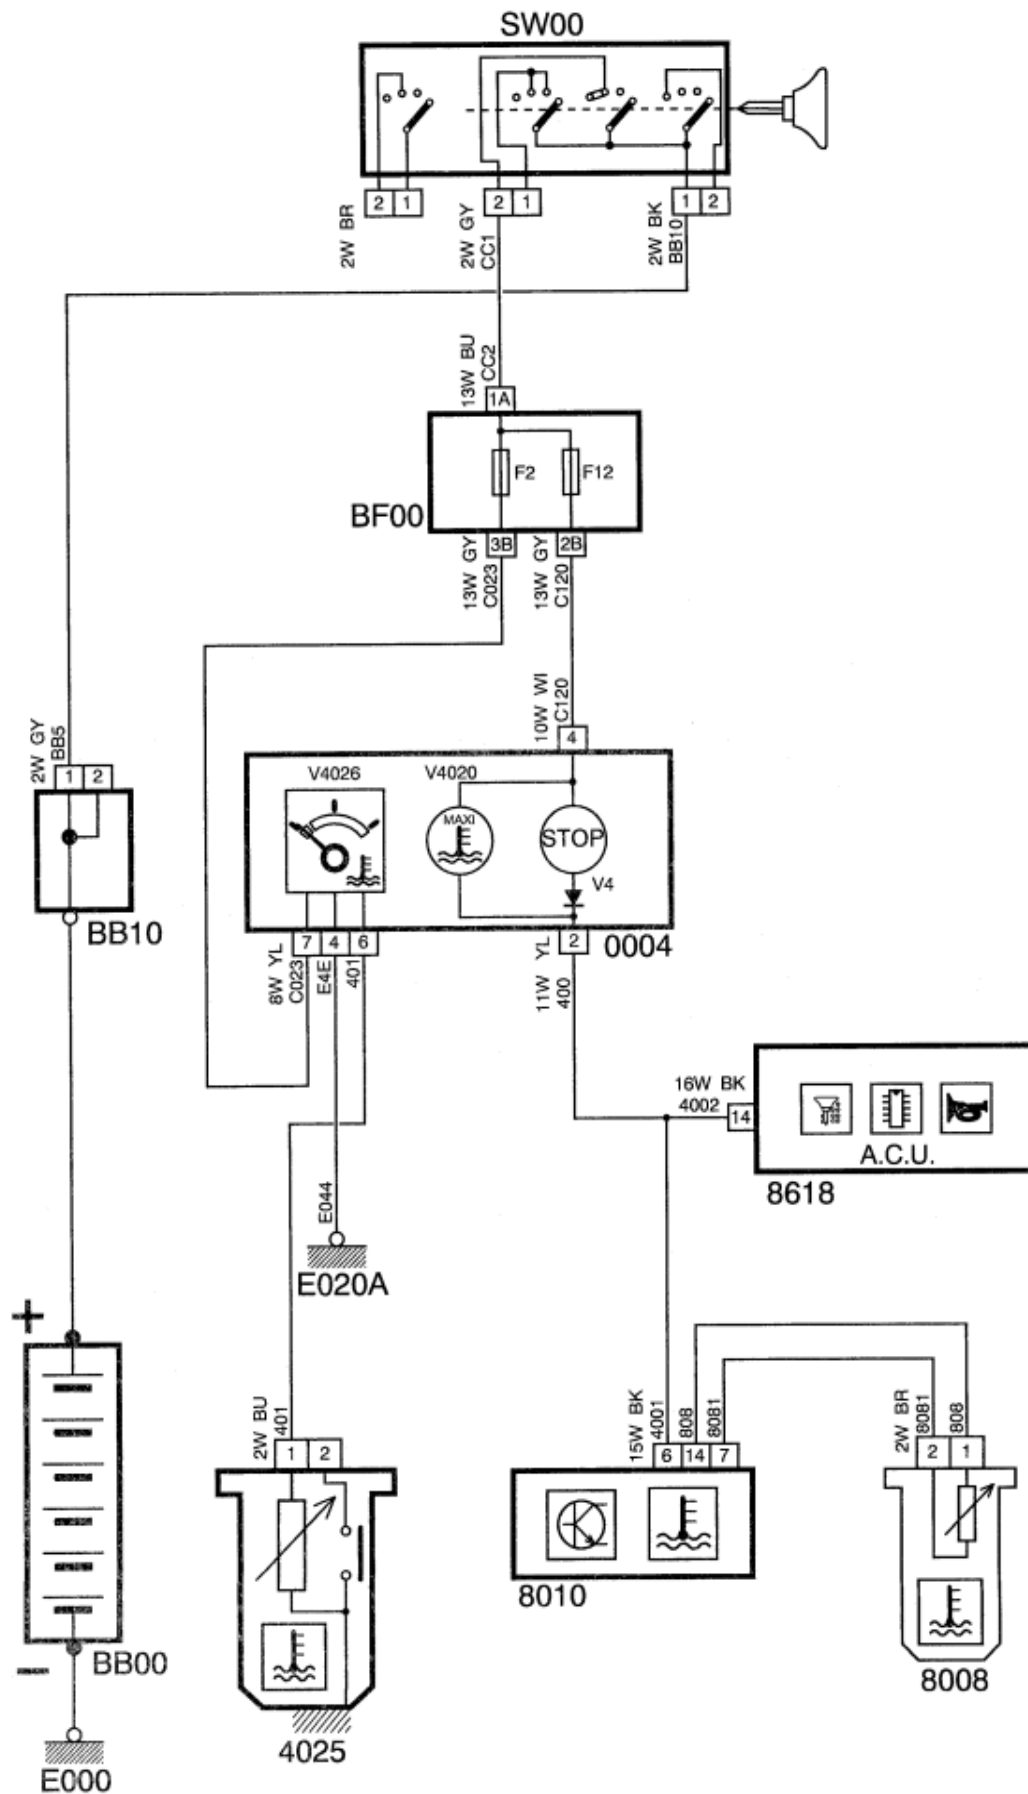 SW00
2 1
2 1
1 2
2W BR
2W GY
CC1
2W BK
BB10
13W BU
CC2
1A
F2
F12
BF00
3B
2B
13W GY
C023
13W GY
C120
10W WI
C120
4
2W GY
BB5
1 2
BB10
V4026
V4020
MAXI
STOP
V4
0004
7 4 6
2
8W YL
C023
E4E
401
11W YL
400
16W BK
4002
14
A.C.U.
8618
E044
E020A
+
BB00
−
E000
2W BU
401
1 2
4025
15W BK
4001
808
8081
6 14 7
8010
2W BR
8081
808
2 1
8008